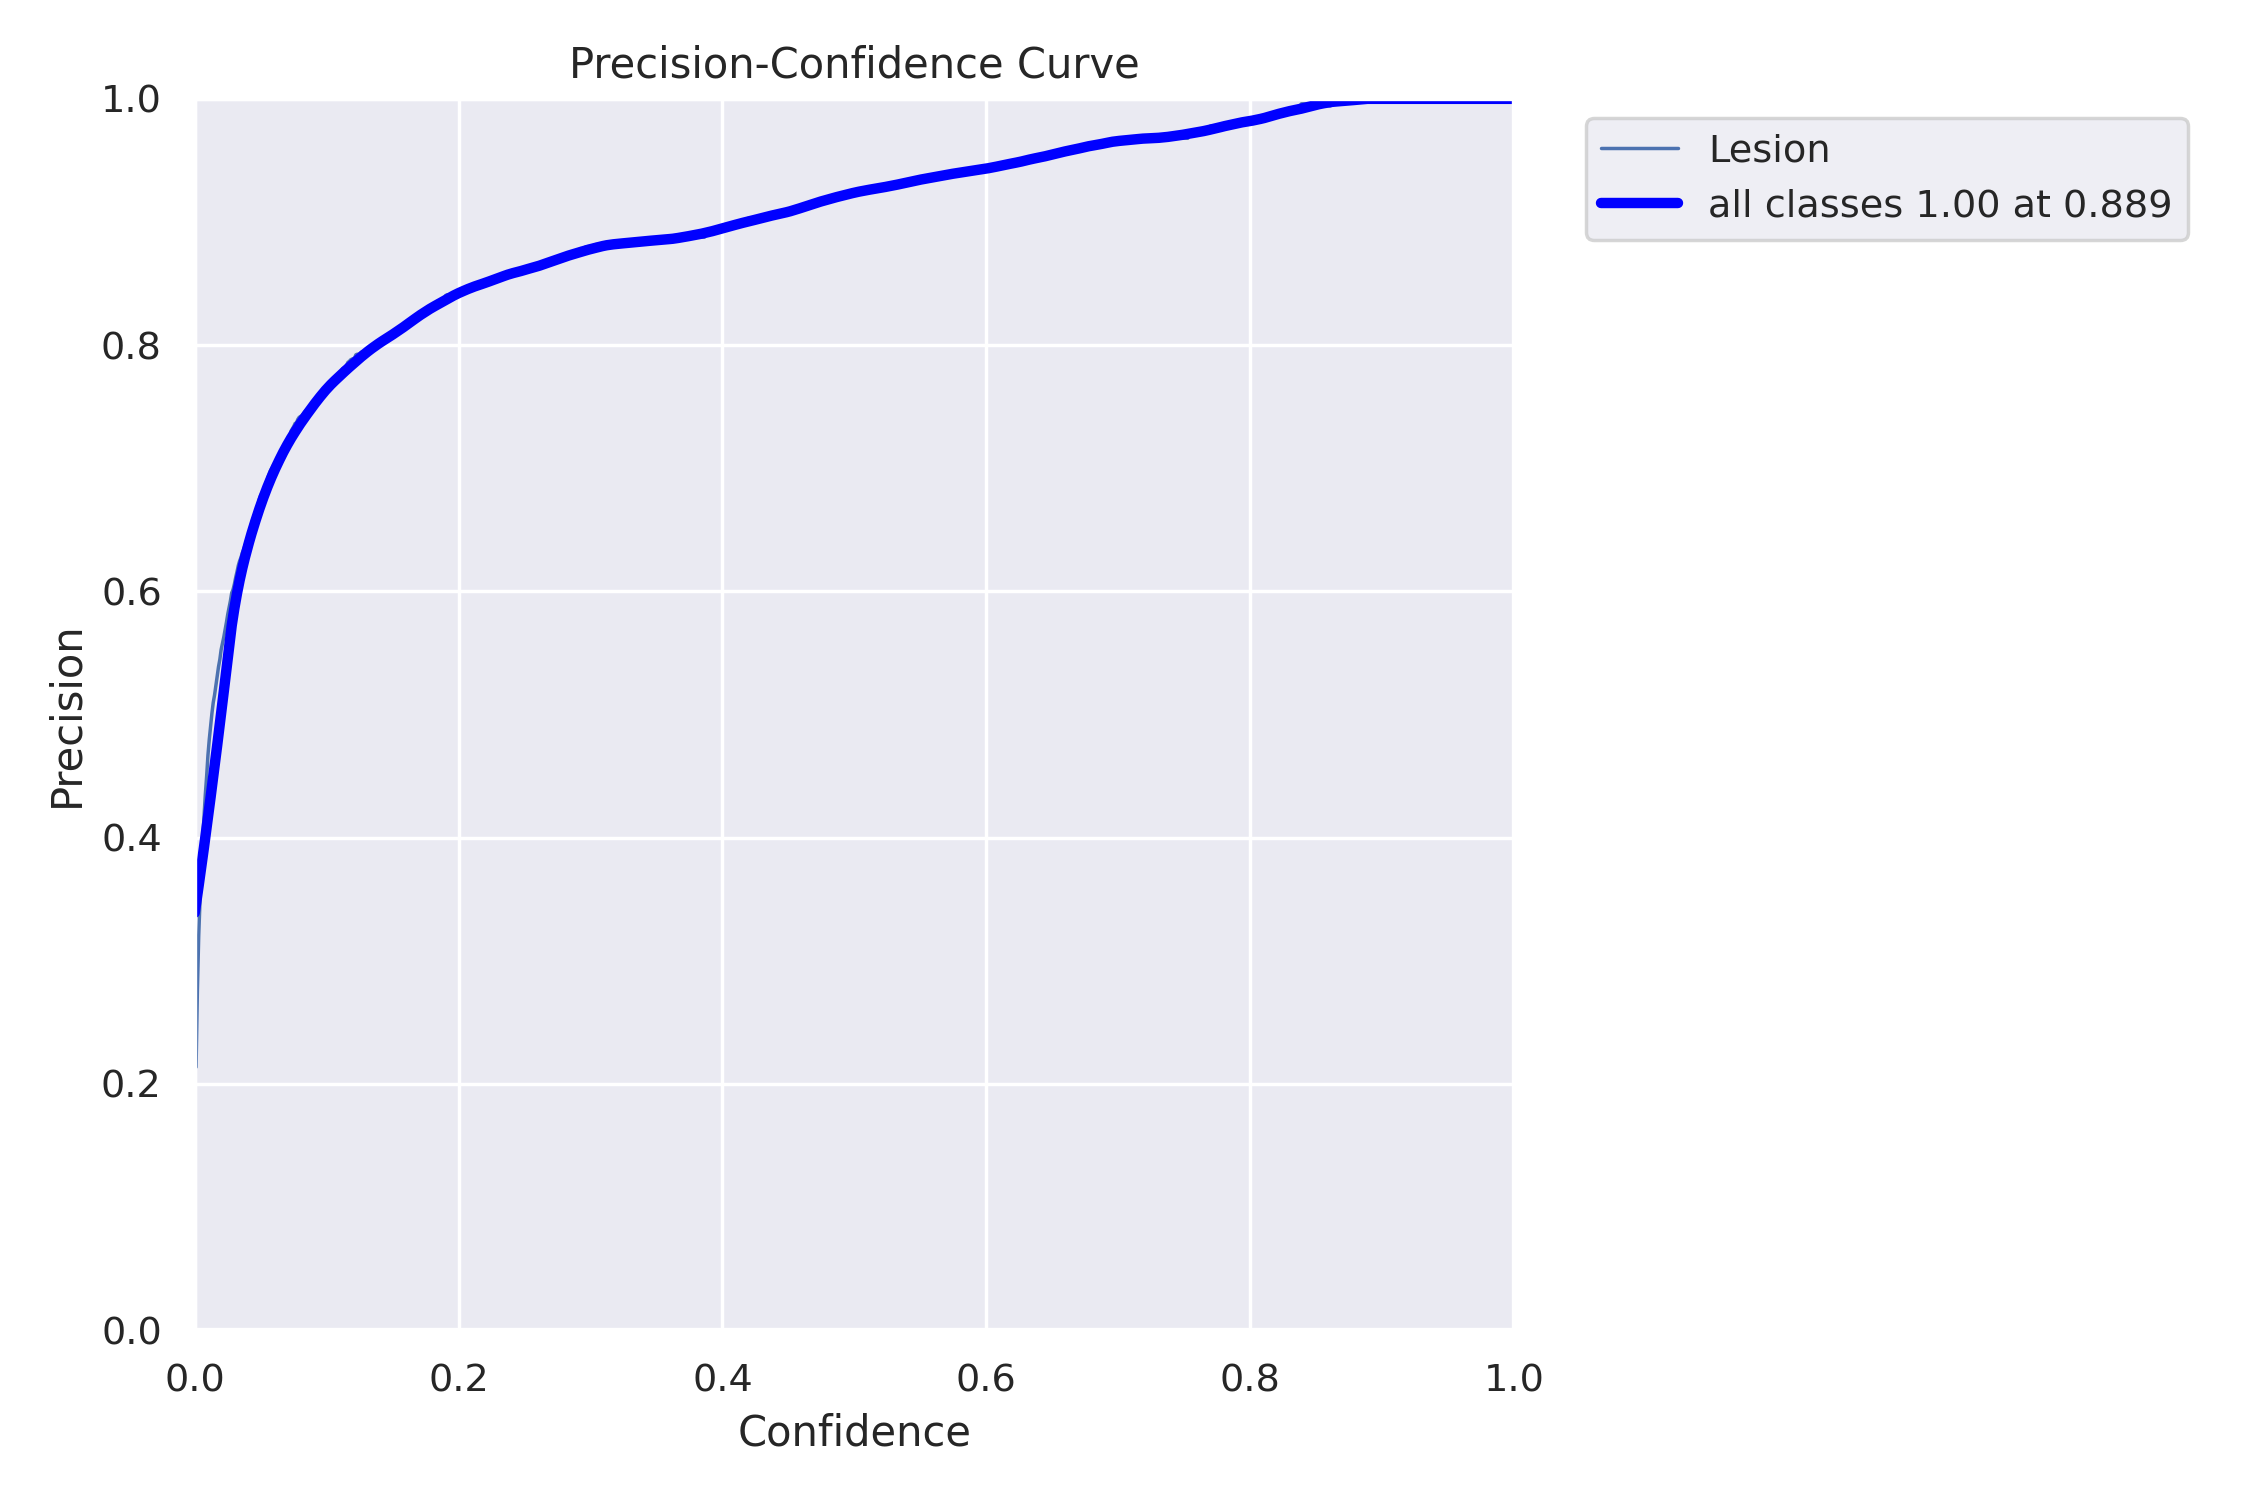 Precision-Confidence Curve
1.0
0.8
0.6
0.4
0.2
0.0
Precision
0.0 0.2 0.4 0.6 0.8 1.0
Confidence
Lesion
all classes 1.00 at 0.889